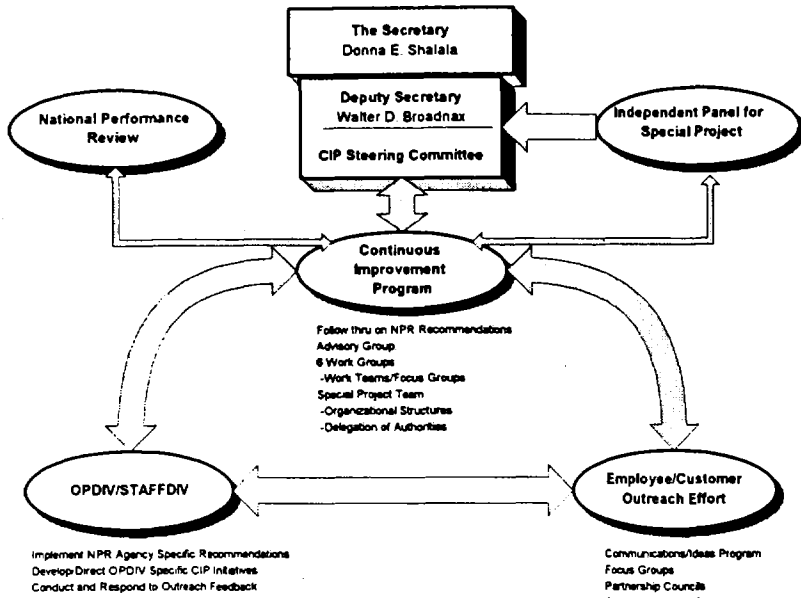 The Secretary
Donna E. Shalala
Deputy Secretary
Walter D. Broadnax
CIP Steering Committee
National Performance
Review
Independent Panel for
Special Project
Continuous
Improvement
Program
Follow thru on NPR Recommendations
Advisory Group
6 Work Groups
-Work Teams/Focus Groups
Special Project Team
-Organizational Structures
-Delegation of Authorities
OPDIV/STAFFDIV
Employee/Customer
Outreach Effort
Implement NPR Agency Specific Recommendations
Develop/Direct OPDIV Specific CIP Initiatives
Conduct and Respond to Outreach Feedback
Communications/Ideas Program
Focus Groups
Partnership Councils